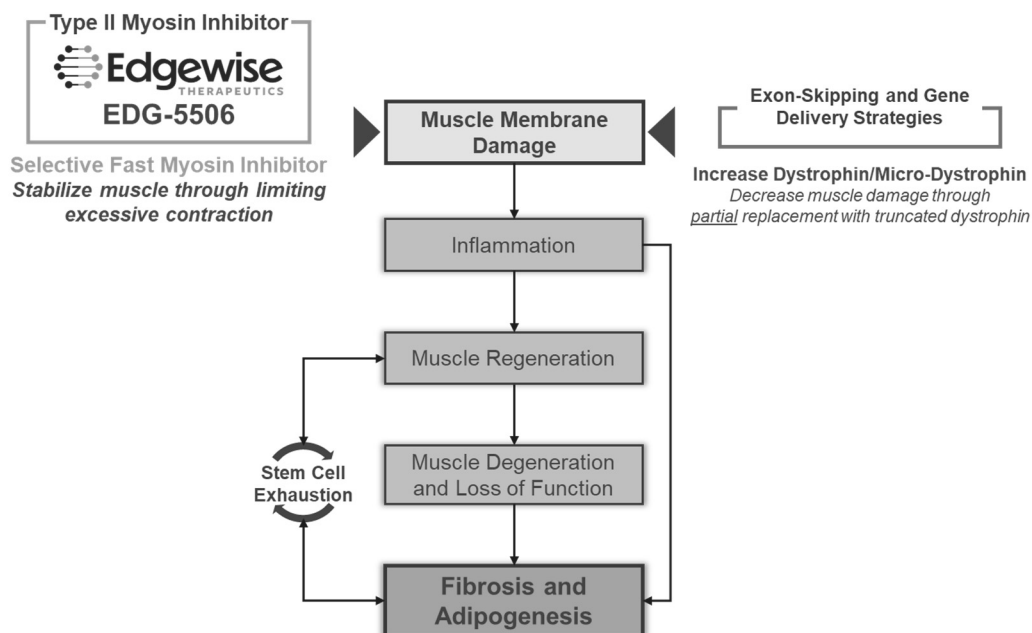 Type II Myosin Inhibitor
Edgewise
THERAPEUTICS
EDG-5506
Selective Fast Myosin Inhibitor
Stabilize muscle through limiting
excessive contraction
Muscle Membrane
Damage
Exon-Skipping and Gene
Delivery Strategies
Increase Dystrophin/Micro-Dystrophin
Decrease muscle damage through
partial replacement with truncated dystrophin
Inflammation
Muscle Regeneration
Stem Cell
Exhaustion
Muscle Degeneration
and Loss of Function
Fibrosis and
Adipogenesis